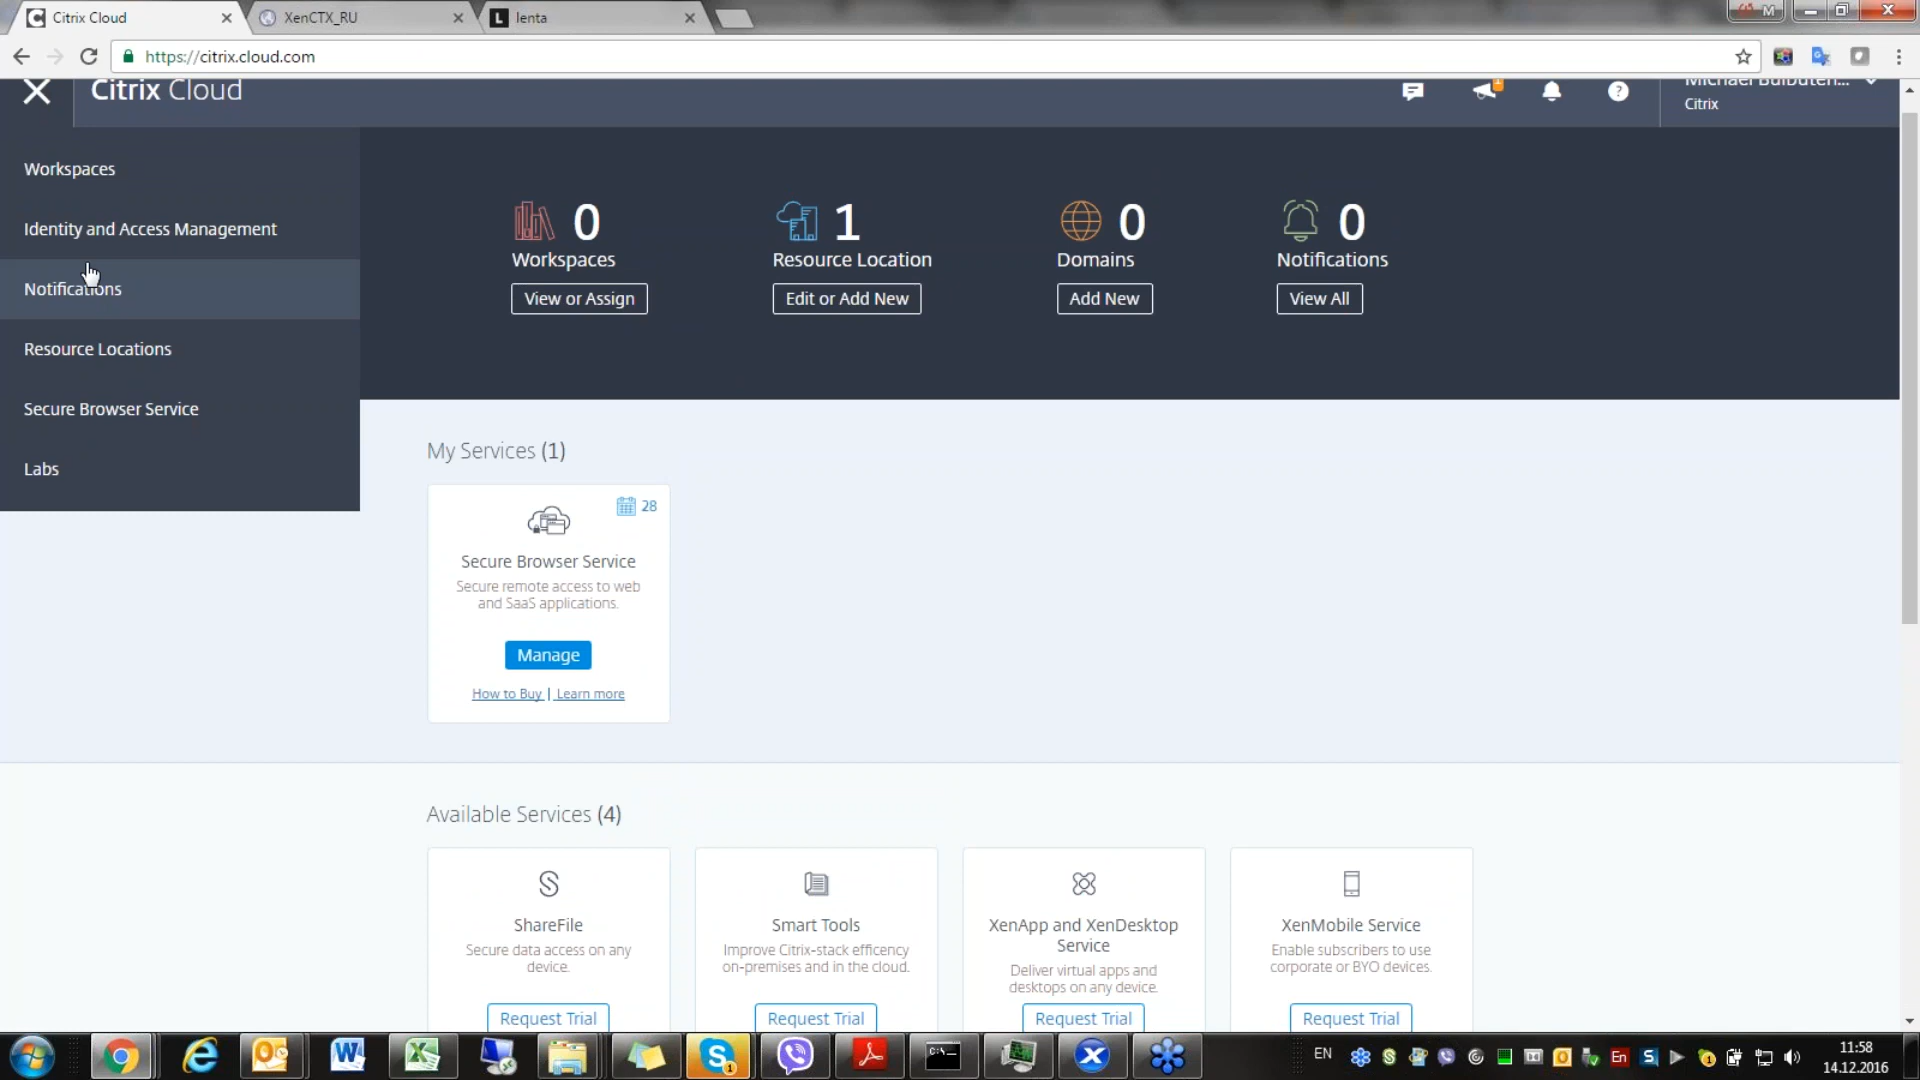 Citrix Cloud
XenCTX_RU
lenta
M
https://citrix.cloud.com
Citrix Cloud
Michael
Citrix
Workspaces
Identity and Access Management
Notifications
Resource Locations
Secure Browser Service
Labs
0
Workspaces
View or Assign
1
Resource Location
Edit or Add New
0
Domains
Add New
0
Notifications
View All
My Services (1)
28
Secure Browser Service
Secure remote access to web
and SaaS applications.
Manage
How to Buy | Learn more
Available Services (4)
ShareFile
Secure data access on any
device.
Request Trial
Smart Tools
Improve Citrix-stack efficency
on-premises and in the cloud.
Request Trial
XenApp and XenDesktop
Service
Deliver virtual apps and
desktops on any device.
Request Trial
XenMobile Service
Enable subscribers to use
corporate or BYO devices.
Request Trial
EN
11:58
14.12.2016